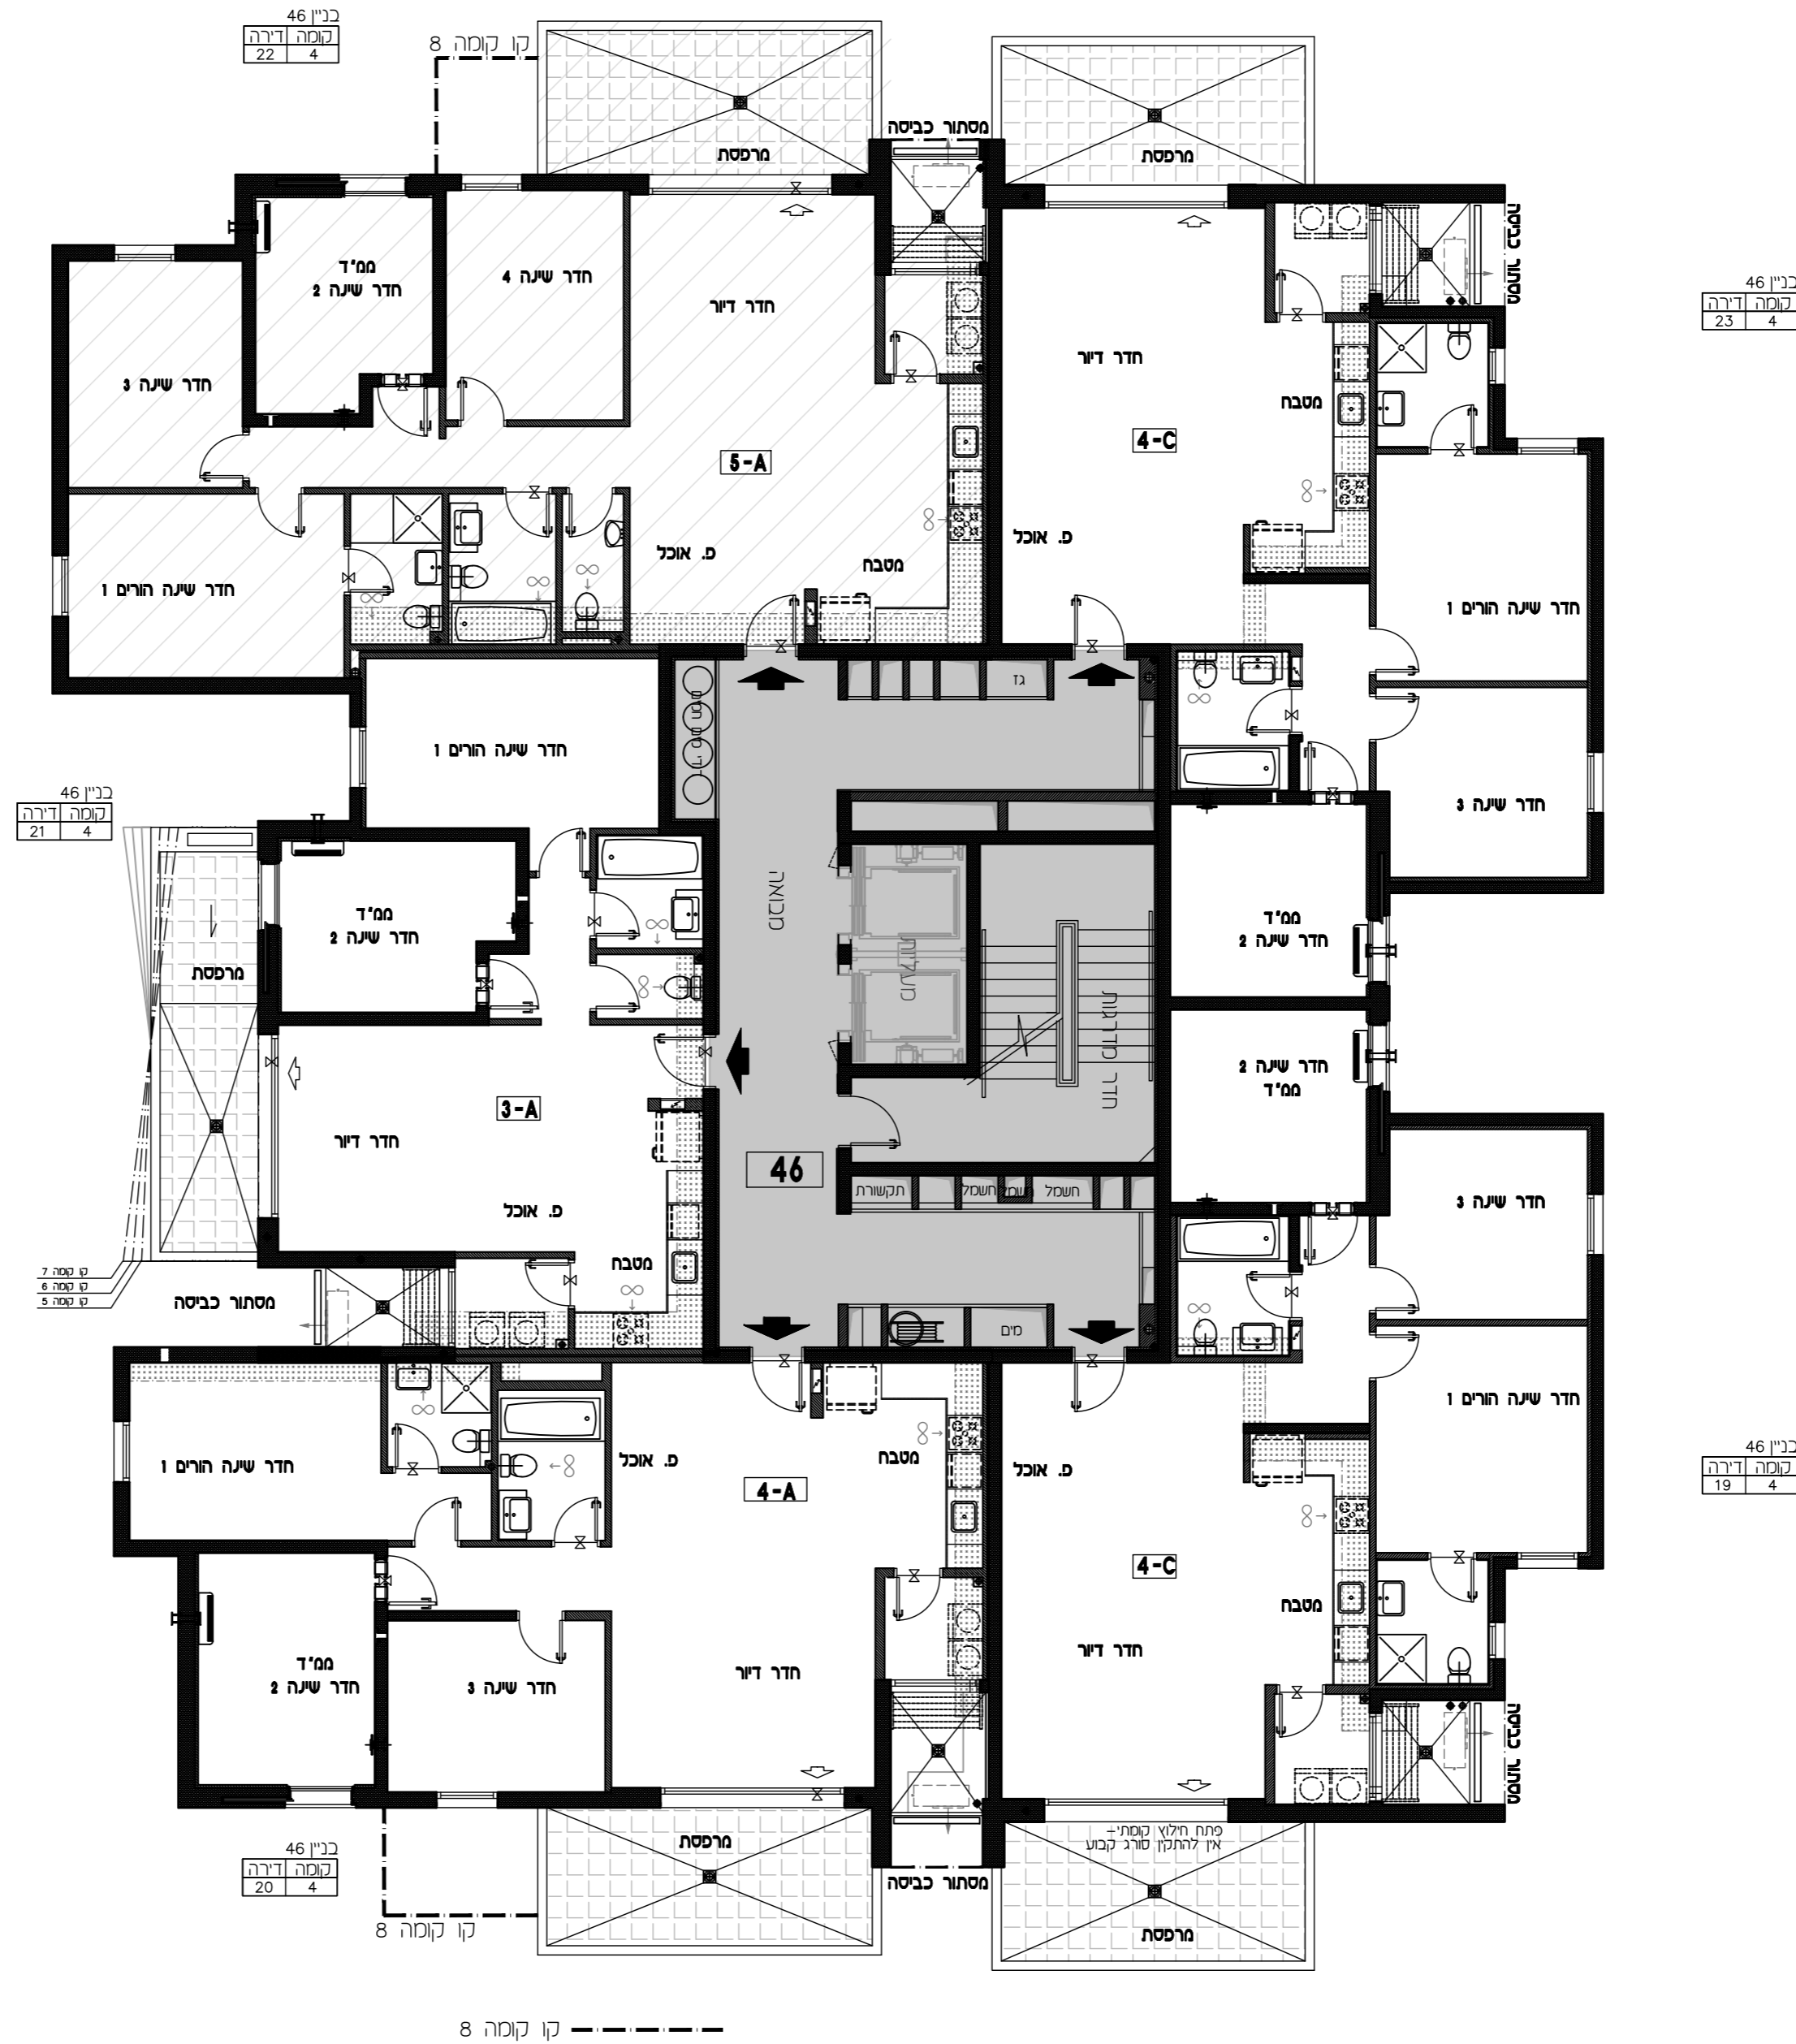 בניין 46
קומה דירה
4 22
קו קומה 8
מרפסת
מסתור כביסה
מרפסת
מסתור כביסה
בניין 46
קומה דירה
4 23
ממ"ד
חדר שינה 2
חדר שינה 4
חדר דיור
חדר שינה 3
חדר דיור
מטבח
4-C
5-A
פ. אוכל
פ. אוכל
מטבח
חדר שינה הורים 1
חדר שינה הורים 1
גז
חדר שינה הורים 1
חדר שינה 3
בניין 46
קומה דירה
4 21
ממ"ד
חדר שינה 2
מבואה
ממ"ד
חדר שינה 2
מרפסת
מעליות
חדר מדרגות
חדר שינה 2
ממ"ד
3-A
חדר דיור
46
תקשורת
חשמל
חשמל
חשמל
חדר שינה 3
פ. אוכל
מטבח
קו קומה 7
קו קומה 6
קו קומה 5
מסתור כביסה
מים
חדר שינה הורים 1
חדר שינה הורים 1
פ. אוכל
מטבח
4-A
פ. אוכל
בניין 46
קומה דירה
4 19
4-C
מטבח
ממ"ד
חדר שינה 2
חדר שינה 3
חדר דיור
חדר דיור
מסתור כביסה
מרפסת
פתח חילוץ קומתי-
אין להתקין סורג קבוע
בניין 46
קומה דירה
4 20
מסתור כביסה
קו קומה 8
מרפסת
קו קומה 8